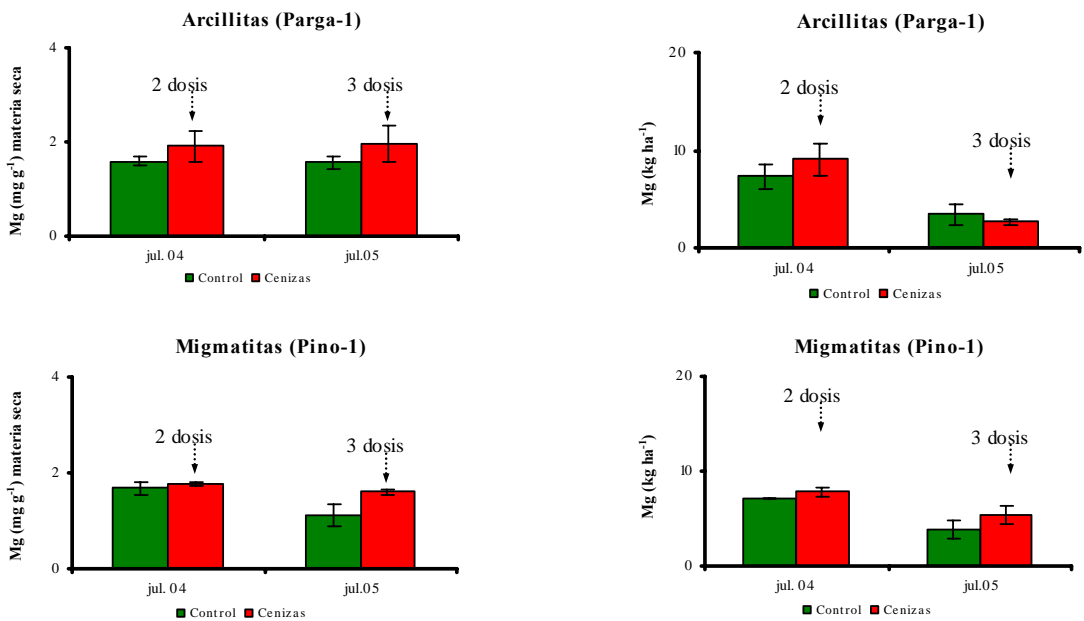 Arcillitas (Parga-1)
Mg (mg g-1) materia seca
4
2
0
2 dosis
3 dosis
jul. 04
jul.05
Control Cenizas
Arcillitas (Parga-1)
Mg (kg ha-1)
20
10
0
2 dosis
3 dosis
jul. 04
jul.05
Control Cenizas
Migmatitas (Pino-1)
Mg (mg g-1) materia seca
4
2
0
2 dosis
3 dosis
jul. 04
jul.05
Control Cenizas
Migmatitas (Pino-1)
Mg (kg ha-1)
20
10
0
2 dosis
3 dosis
jul. 04
jul.05
Control Cenizas